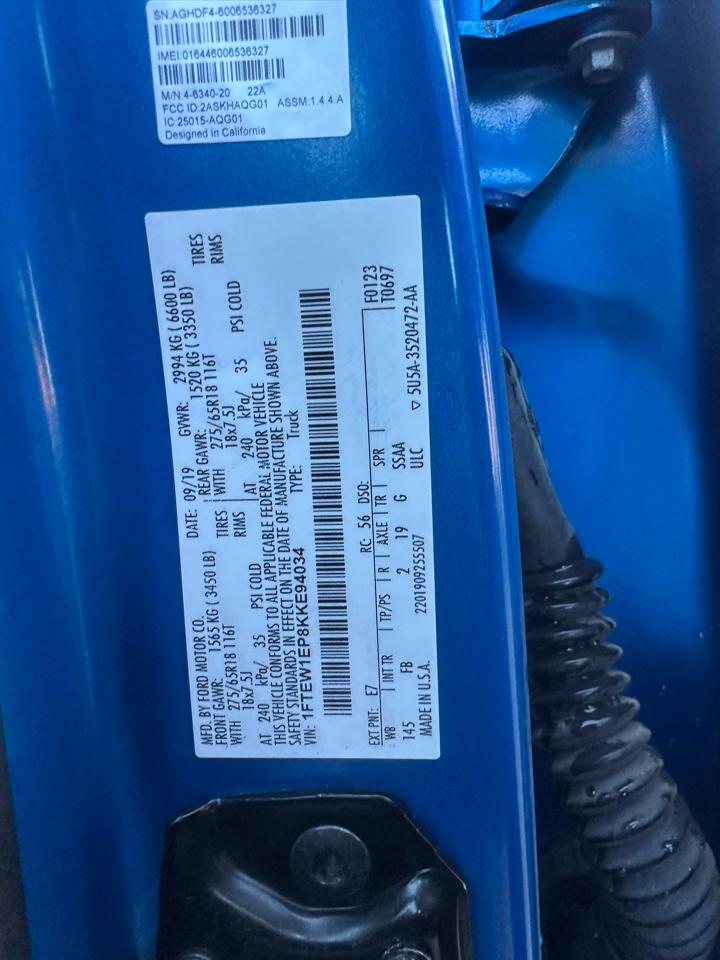 SN:AGHDF4-6006536327
IMEI:016446006536327
M/N:4-6340-20 22A
FCC ID:2ASKHAQG01 ASSM:1.4.4.A
IC:25015-AQG01
Designed in California
MFD. BY FORD MOTOR CO. DATE: 09/19 GVWR: 2994 KG ( 6600 LB)
FRONT GAWR: 1565 KG ( 3450 LB) REAR GAWR: 1520 KG ( 3350 LB)
WITH 275/65R18 116T TIRES WITH 275/65R18 116T TIRES
18x7.5J RIMS 18x7.5J RIMS
AT 240 kPa/ 35 PSI COLD AT 240 kPa/ 35 PSI COLD
THIS VEHICLE CONFORMS TO ALL APPLICABLE FEDERAL MOTOR VEHICLE
SAFETY STANDARDS IN EFFECT ON THE DATE OF MANUFACTURE SHOWN ABOVE.
VIN: 1FTEW1EP8KKE94034 TYPE: Truck
EXT PNT: E7 RC: 56 DSO: F0123
WB INT TR TP/PS R AXLE TR SPR T0697
145 FB 2 19 G SSAA
MADE IN U.S.A. 2201909255507 ULC ▽ 5U5A-3520472-AA